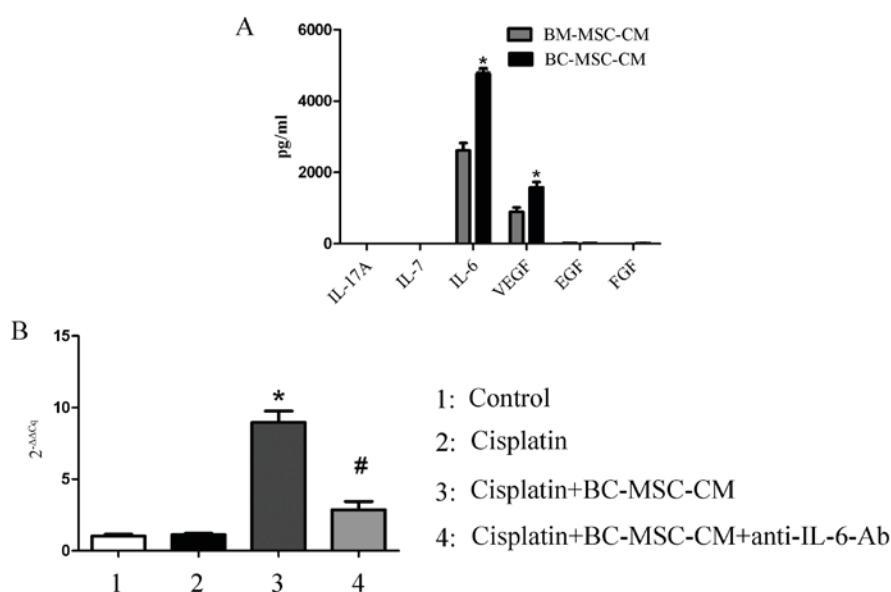 A
6000
4000
2000
0
pg/ml
BM-MSC-CM
BC-MSC-CM
*
*
IL-17A
IL-7
IL-6
VEGF
EGF
FGF
B
15
10
5
0
2^-ΔΔCq
*
#
1
2
3
4
1: Control
2: Cisplatin
3: Cisplatin+BC-MSC-CM
4: Cisplatin+BC-MSC-CM+anti-IL-6-Ab